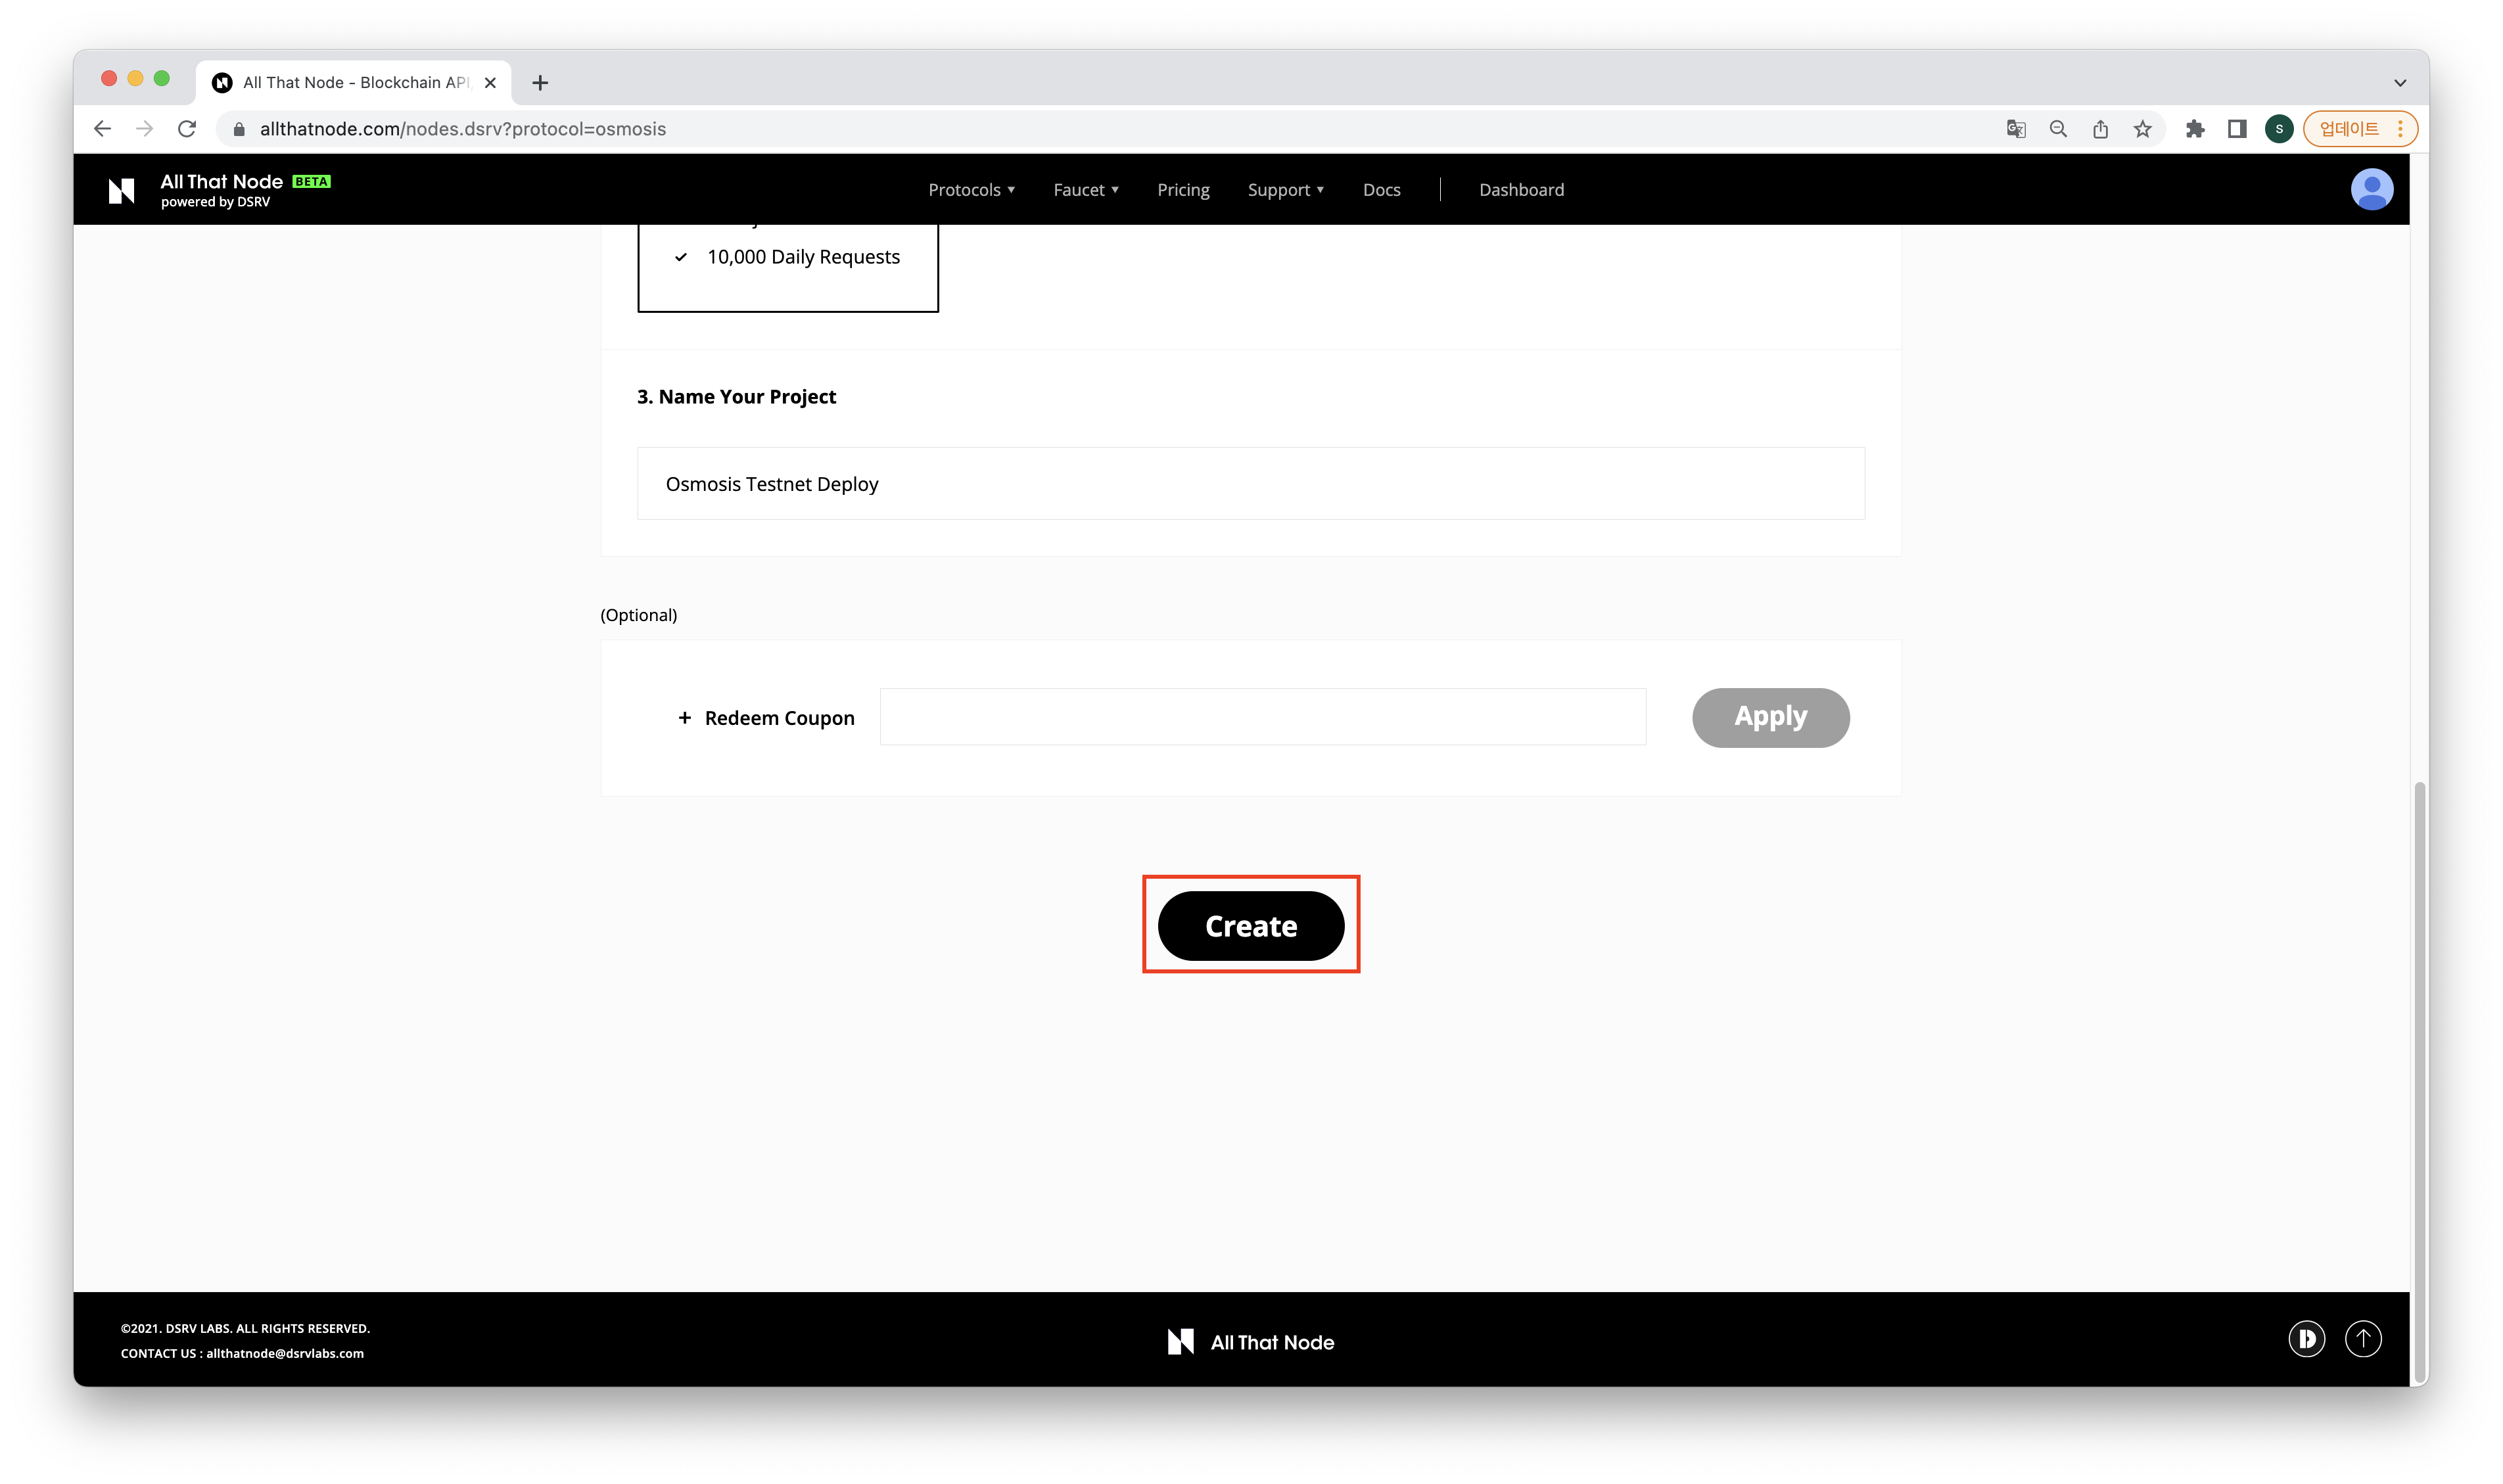 All That Node - Blockchain API,
allthatnode.com/nodes.dsrv?protocol=osmosis
S
업데이트
All That Node BETA
powered by DSRV
Protocols ▼ Faucet ▼ Pricing Support ▼ Docs Dashboard
10,000 Daily Requests
3. Name Your Project
Osmosis Testnet Deploy
(Optional)
+ Redeem Coupon
Apply
Create
©2021. DSRV LABS. ALL RIGHTS RESERVED.
CONTACT US : allthatnode@dsrvlabs.com
All That Node